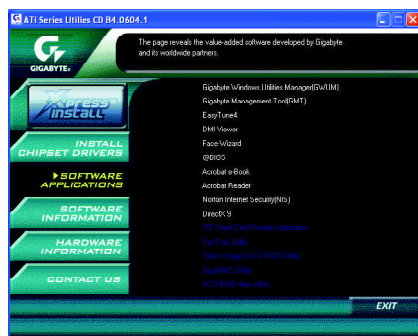 ATi Series Utilies CD B4.0604.1
The page reveals the value-added software developed by Gigabyte
and its worldwide partners.
GIGABYTE
Xpress
install
INSTALL
CHIPSET DRIVERS
SOFTWARE
APPLICATIONS
SOFTWARE
INFORMATION
HARDWARE
INFORMATION
CONTACT US
Gigabyte Windows Utilities Manager(GWUM)
Gigabyte Management Tool(GMT)
EasyTune4
DMI Viewer
Face-Wizard
@BIOS
Acrobat e-Book
Acrobat Reader
Norton Internet Security(NIS)
DirectX 9
EXIT